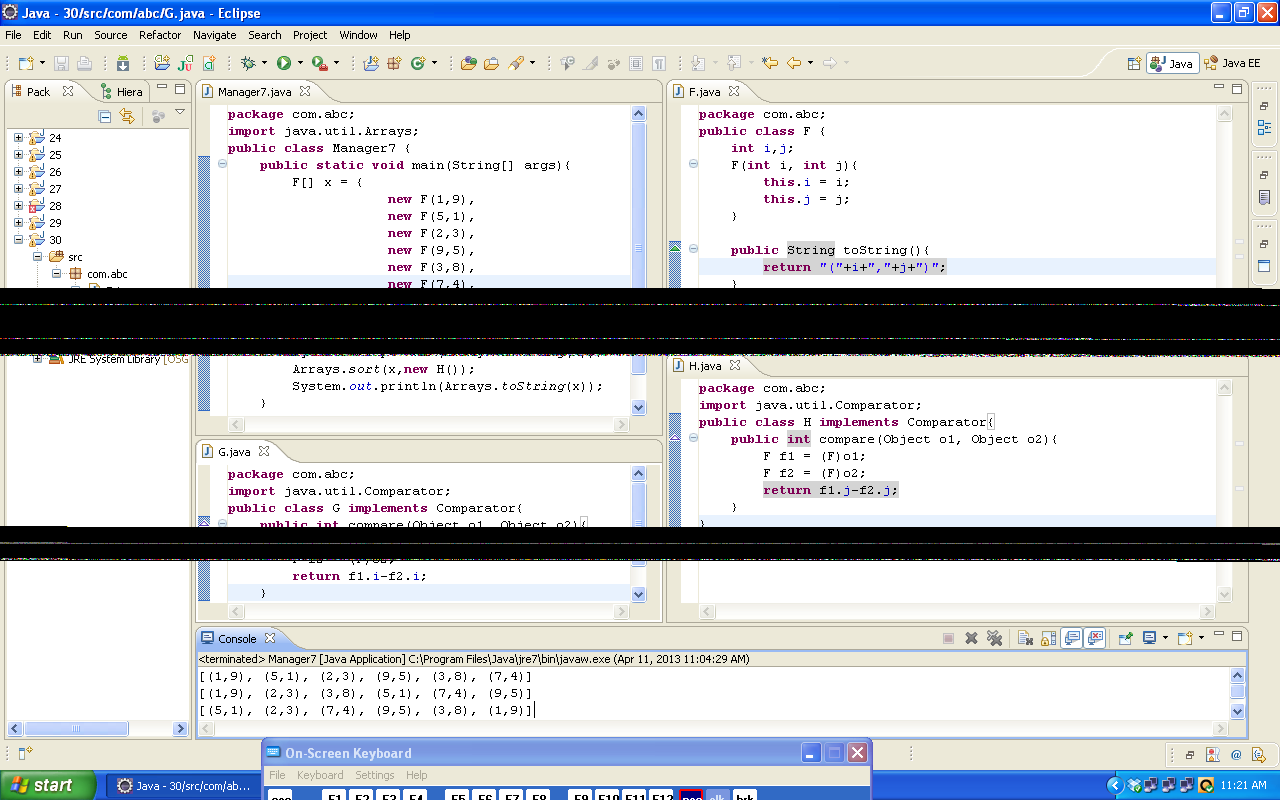 Java - 30/src/com/abc/G.java - Eclipse
File Edit Run Source Refactor Navigate Search Project Window Help
Java Java EE
Pack Hiera
24
25
26
27
28
29
30
src
com.abc
JRE System Library [OSG
Manager7.java
package com.abc;
import java.util.Arrays;
public class Manager7 {
public static void main(String[] args){
F[] x = {
new F(1,9),
new F(5,1),
new F(2,3),
new F(9,5),
new F(3,8),
new F(7,4),
Arrays.sort(x,new H());
System.out.println(Arrays.toString(x));
}
F.java
package com.abc;
public class F {
int i,j;
F(int i, int j){
this.i = i;
this.j = j;
}
public String toString(){
return "("+i+","+j+")";
}
H.java
package com.abc;
import java.util.Comparator;
public class H implements Comparator{
public int compare(Object o1, Object o2){
F f1 = (F)o1;
F f2 = (F)o2;
return f1.j-f2.j;
}
}
G.java
package com.abc;
import java.util.Comparator;
public class G implements Comparator{
public int compare(Object o1, Object o2){
return f1.i-f2.i;
}
Console
<terminated> Manager7 [Java Application] C:\Program Files\Java\jre7\bin\javaw.exe (Apr 11, 2013 11:04:29 AM)
[(1,9), (5,1), (2,3), (9,5), (3,8), (7,4)]
[(1,9), (2,3), (3,8), (5,1), (7,4), (9,5)]
[(5,1), (2,3), (7,4), (9,5), (3,8), (1,9)]
On-Screen Keyboard
File Keyboard Settings Help
esc F1 F2 F3 F4 F5 F6 F7 F8 F9 F10 F11 F12 psc slk brk
start Java - 30/src/com/ab... 11:21 AM